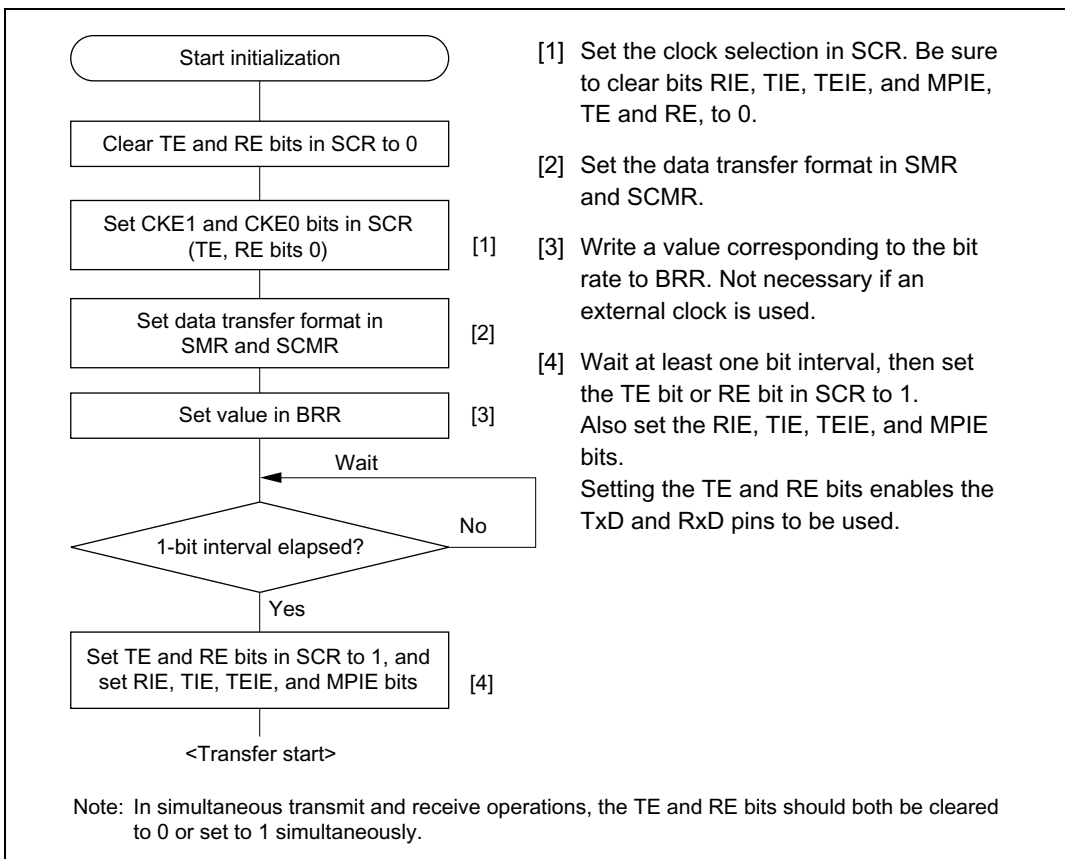 Start initialization
Clear TE and RE bits in SCR to 0
Set CKE1 and CKE0 bits in SCR
(TE, RE bits 0)
[1]
Set data transfer format in
SMR and SCMR
[2]
Set value in BRR
[3]
Wait
1-bit interval elapsed?
No
Yes
Set TE and RE bits in SCR to 1, and
set RIE, TIE, TEIE, and MPIE bits
[4]
<Transfer start>
[1] Set the clock selection in SCR. Be sure
to clear bits RIE, TIE, TEIE, and MPIE,
TE and RE, to 0.
[2] Set the data transfer format in SMR
and SCMR.
[3] Write a value corresponding to the bit
rate to BRR. Not necessary if an
external clock is used.
[4] Wait at least one bit interval, then set
the TE bit or RE bit in SCR to 1.
Also set the RIE, TIE, TEIE, and MPIE
bits.
Setting the TE and RE bits enables the
TxD and RxD pins to be used.
Note: In simultaneous transmit and receive operations, the TE and RE bits should both be cleared
to 0 or set to 1 simultaneously.